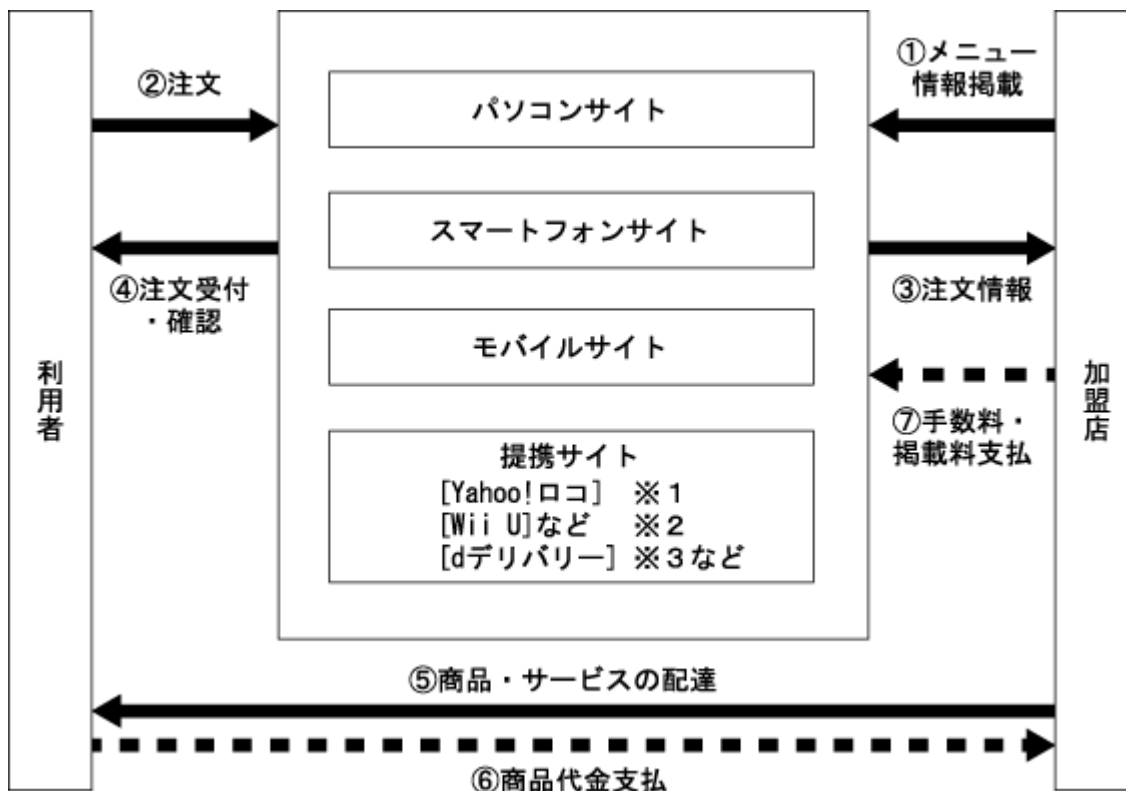 ②注文
①メニュー
情報掲載
パソコンサイト
スマートフォンサイト
④注文受付
・確認
③注文情報
モバイルサイト
利用者
加盟店
⑦手数料・
掲載料支払
提携サイト
[Yahoo!ロコ] ※1
[Wii U]など ※2
[dデリバリー]※3など
⑤商品・サービスの配達
⑥商品代金支払